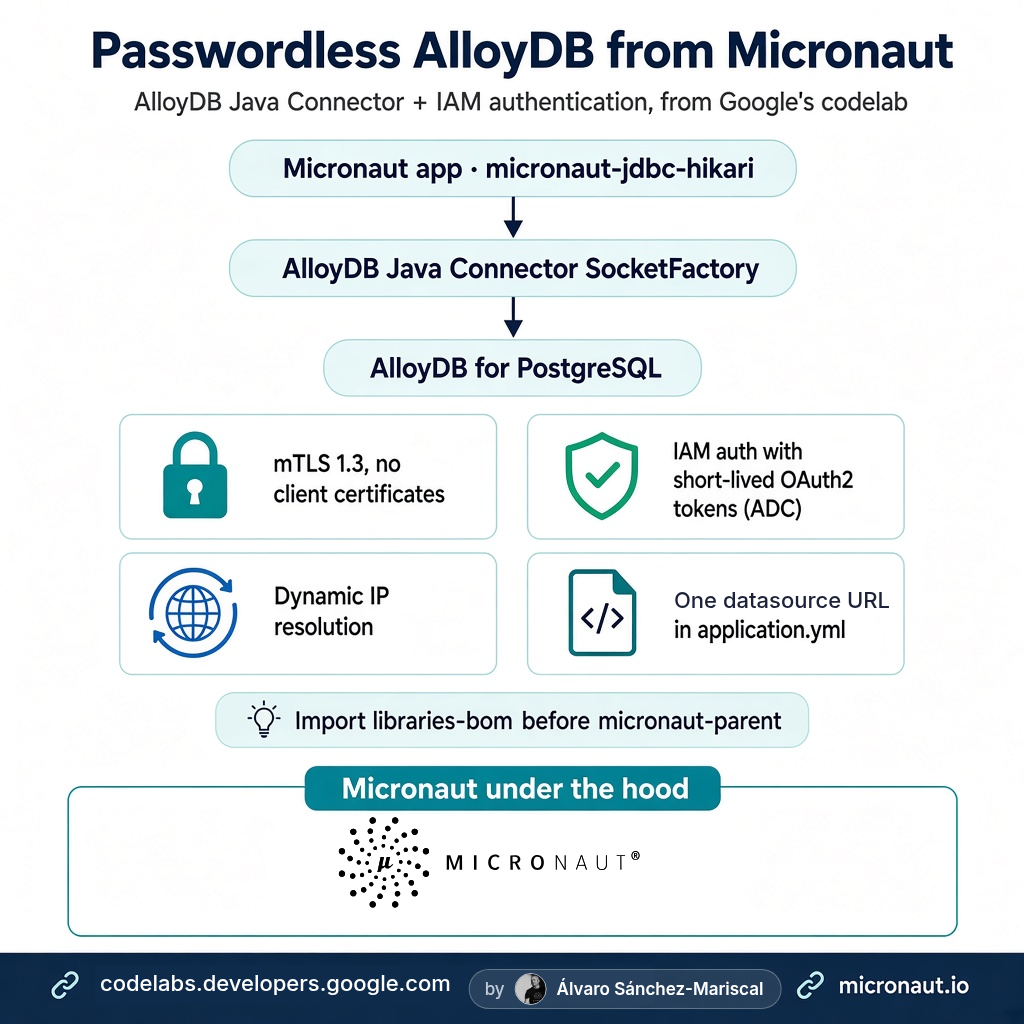 Passwordless AlloyDB from Micronaut
AlloyDB Java Connector + IAM authentication, from Google's codelab
Micronaut app · micronaut-jdbc-hikari
AlloyDB Java Connector SocketFactory
AlloyDB for PostgreSQL
mTLS 1.3, no
client certificates
IAM auth with
short-lived OAuth2
tokens (ADC)
Dynamic IP
resolution
</>
One datasource URL
in application.yml
Import libraries-bom before micronaut-parent
Micronaut under the hood
μ MICRONAUT®
codelabs.developers.google.com
by Álvaro Sánchez-Mariscal
micronaut.io